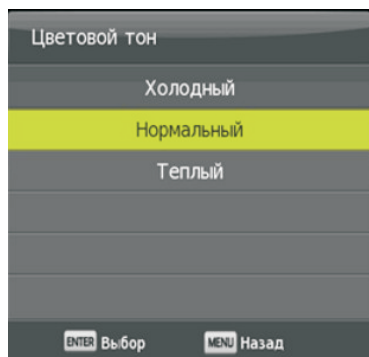 Цветовой тон
Холодный
Нормальный
Теплый
ENTER Выбор MENU Назад